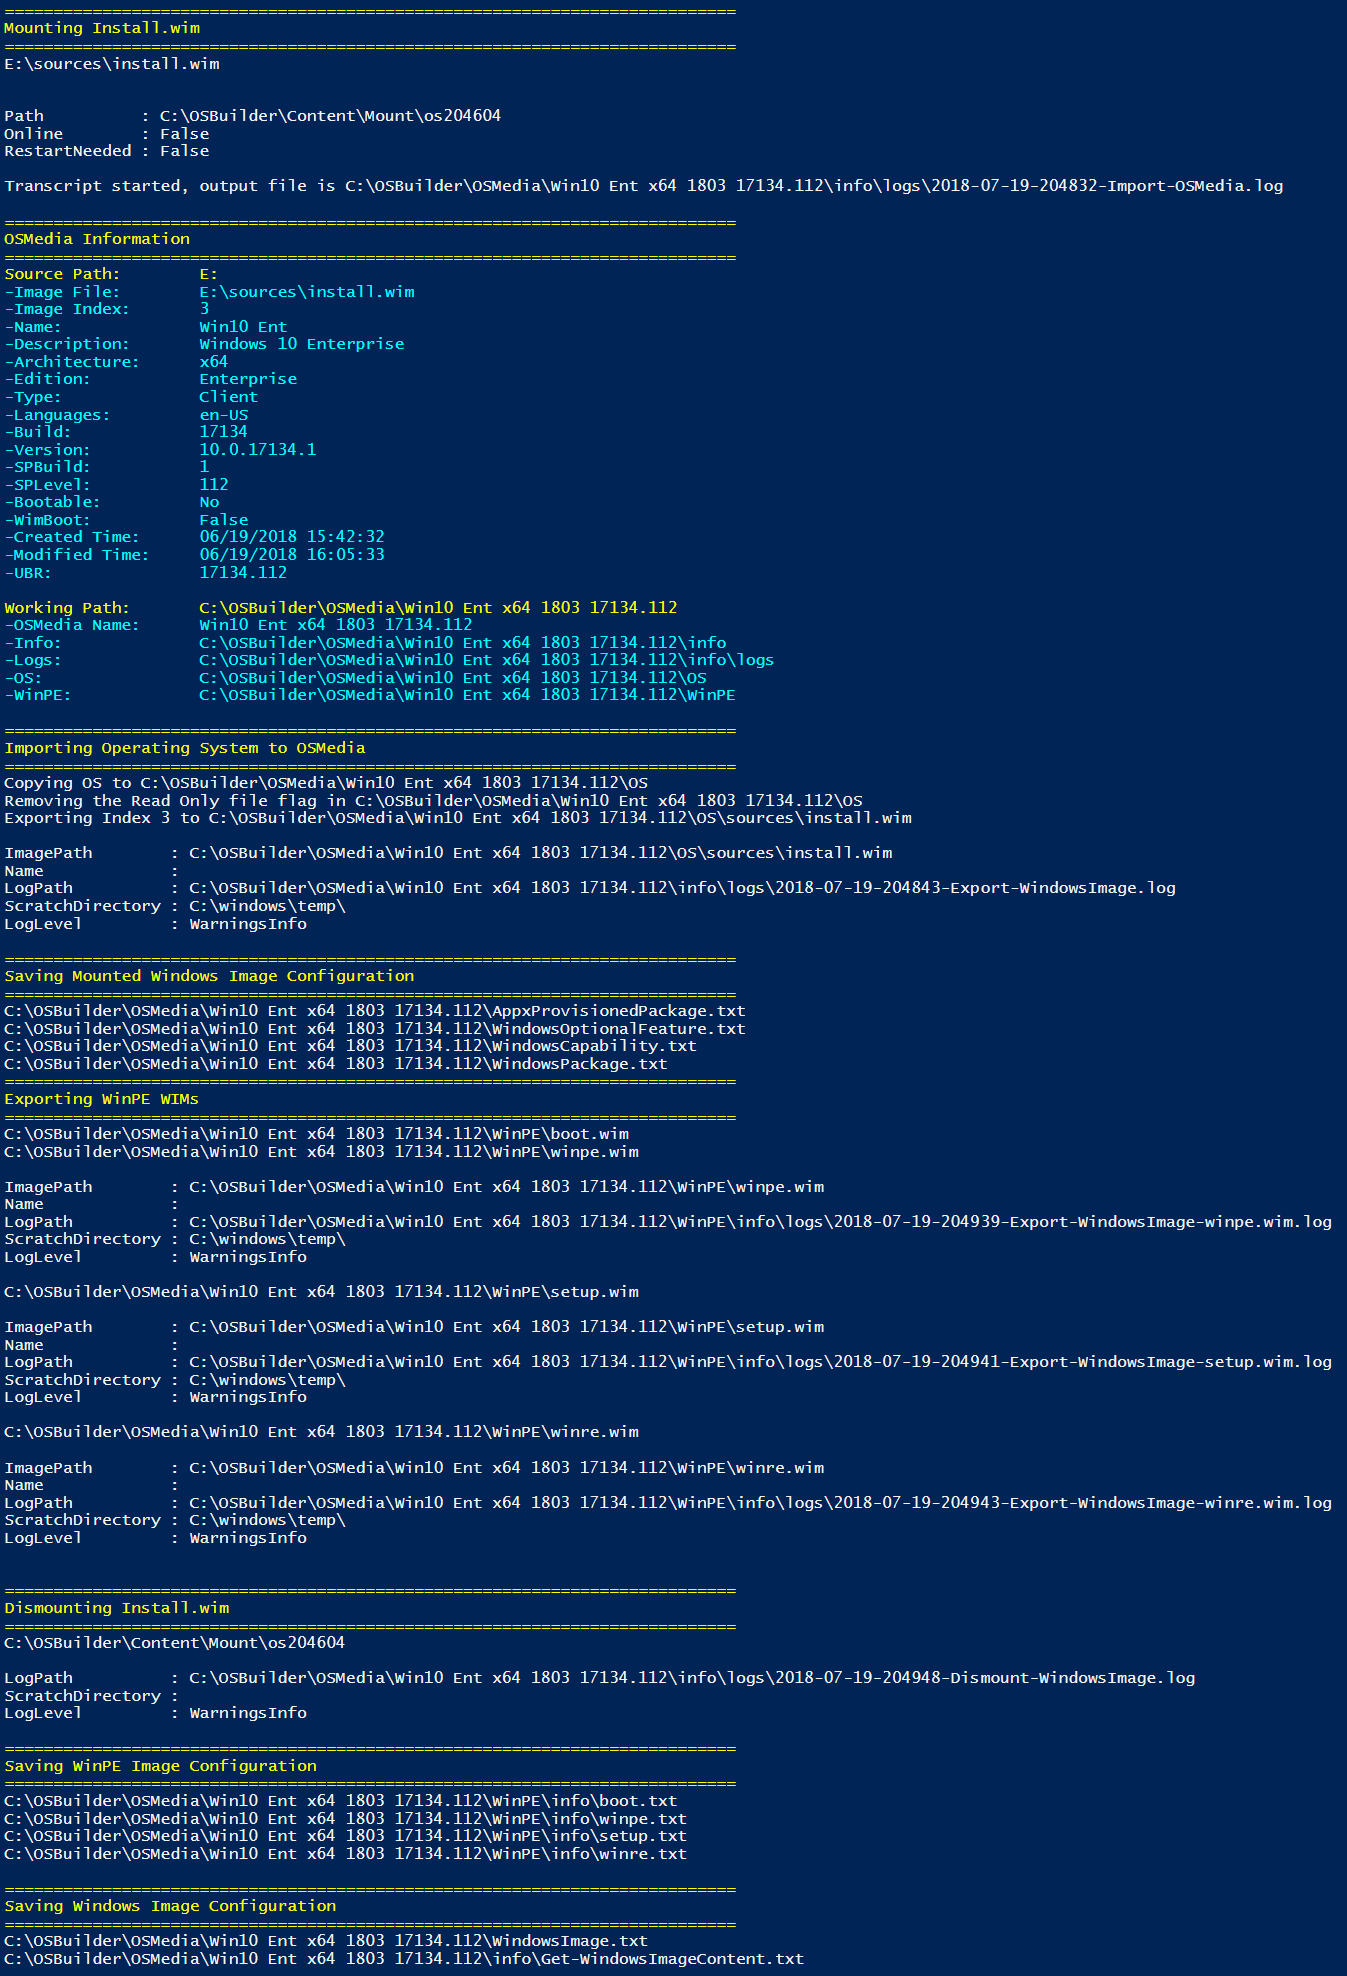 ===========================================================================
Mounting Install.wim
===========================================================================
E:\sources\install.wim
Path          : C:\OSBuilder\Content\Mount\os204604
Online        : False
RestartNeeded : False
Transcript started, output file is C:\OSBuilder\OSMedia\Win10 Ent x64 1803 17134.112\info\logs\2018-07-19-204832-Import-OSMedia.log
===========================================================================
OSMedia Information
===========================================================================
Source Path:        E:
-Image File:        E:\sources\install.wim
-Image Index:       3
-Name:              Win10 Ent
-Description:       Windows 10 Enterprise
-Architecture:      x64
-Edition:           Enterprise
-Type:              Client
-Languages:         en-US
-Build:             17134
-Version:           10.0.17134.1
-SPBuild:           1
-SPLevel:           112
-Bootable:          No
-WimBoot:           False
-Created Time:      06/19/2018 15:42:32
-Modified Time:     06/19/2018 16:05:33
-UBR:               17134.112
Working Path:       C:\OSBuilder\OSMedia\Win10 Ent x64 1803 17134.112
-OSMedia Name:      Win10 Ent x64 1803 17134.112
-Info:              C:\OSBuilder\OSMedia\Win10 Ent x64 1803 17134.112\info
-Logs:              C:\OSBuilder\OSMedia\Win10 Ent x64 1803 17134.112\info\logs
-OS:                C:\OSBuilder\OSMedia\Win10 Ent x64 1803 17134.112\OS
-WinPE:             C:\OSBuilder\OSMedia\Win10 Ent x64 1803 17134.112\WinPE
===========================================================================
Importing Operating System to OSMedia
===========================================================================
Copying OS to C:\OSBuilder\OSMedia\Win10 Ent x64 1803 17134.112\OS
Removing the Read Only file flag in C:\OSBuilder\OSMedia\Win10 Ent x64 1803 17134.112\OS
Exporting Index 3 to C:\OSBuilder\OSMedia\Win10 Ent x64 1803 17134.112\OS\sources\install.wim
ImagePath        : C:\OSBuilder\OSMedia\Win10 Ent x64 1803 17134.112\OS\sources\install.wim
Name             :
LogPath          : C:\OSBuilder\OSMedia\Win10 Ent x64 1803 17134.112\info\logs\2018-07-19-204843-Export-WindowsImage.log
ScratchDirectory : C:\windows\temp\
LogLevel         : WarningsInfo
===========================================================================
Saving Mounted Windows Image Configuration
===========================================================================
C:\OSBuilder\OSMedia\Win10 Ent x64 1803 17134.112\AppxProvisionedPackage.txt
C:\OSBuilder\OSMedia\Win10 Ent x64 1803 17134.112\WindowsOptionalFeature.txt
C:\OSBuilder\OSMedia\Win10 Ent x64 1803 17134.112\WindowsCapability.txt
C:\OSBuilder\OSMedia\Win10 Ent x64 1803 17134.112\WindowsPackage.txt
===========================================================================
Exporting WinPE WIMs
===========================================================================
C:\OSBuilder\OSMedia\Win10 Ent x64 1803 17134.112\WinPE\boot.wim
C:\OSBuilder\OSMedia\Win10 Ent x64 1803 17134.112\WinPE\winpe.wim
ImagePath        : C:\OSBuilder\OSMedia\Win10 Ent x64 1803 17134.112\WinPE\winpe.wim
Name             :
LogPath          : C:\OSBuilder\OSMedia\Win10 Ent x64 1803 17134.112\WinPE\info\logs\2018-07-19-204939-Export-WindowsImage-winpe.wim.log
ScratchDirectory : C:\windows\temp\
LogLevel         : WarningsInfo
C:\OSBuilder\OSMedia\Win10 Ent x64 1803 17134.112\WinPE\setup.wim
ImagePath        : C:\OSBuilder\OSMedia\Win10 Ent x64 1803 17134.112\WinPE\setup.wim
Name             :
LogPath          : C:\OSBuilder\OSMedia\Win10 Ent x64 1803 17134.112\WinPE\info\logs\2018-07-19-204941-Export-WindowsImage-setup.wim.log
ScratchDirectory : C:\windows\temp\
LogLevel         : WarningsInfo
C:\OSBuilder\OSMedia\Win10 Ent x64 1803 17134.112\WinPE\winre.wim
ImagePath        : C:\OSBuilder\OSMedia\Win10 Ent x64 1803 17134.112\WinPE\winre.wim
Name             :
LogPath          : C:\OSBuilder\OSMedia\Win10 Ent x64 1803 17134.112\WinPE\info\logs\2018-07-19-204943-Export-WindowsImage-winre.wim.log
ScratchDirectory : C:\windows\temp\
LogLevel         : WarningsInfo
===========================================================================
Dismounting Install.wim
===========================================================================
C:\OSBuilder\Content\Mount\os204604
LogPath          : C:\OSBuilder\OSMedia\Win10 Ent x64 1803 17134.112\info\logs\2018-07-19-204948-Dismount-WindowsImage.log
ScratchDirectory :
LogLevel         : WarningsInfo
===========================================================================
Saving WinPE Image Configuration
===========================================================================
C:\OSBuilder\OSMedia\Win10 Ent x64 1803 17134.112\WinPE\info\boot.txt
C:\OSBuilder\OSMedia\Win10 Ent x64 1803 17134.112\WinPE\info\winpe.txt
C:\OSBuilder\OSMedia\Win10 Ent x64 1803 17134.112\WinPE\info\setup.txt
C:\OSBuilder\OSMedia\Win10 Ent x64 1803 17134.112\WinPE\info\winre.txt
===========================================================================
Saving Windows Image Configuration
===========================================================================
C:\OSBuilder\OSMedia\Win10 Ent x64 1803 17134.112\WindowsImage.txt
C:\OSBuilder\OSMedia\Win10 Ent x64 1803 17134.112\info\Get-WindowsImageContent.txt